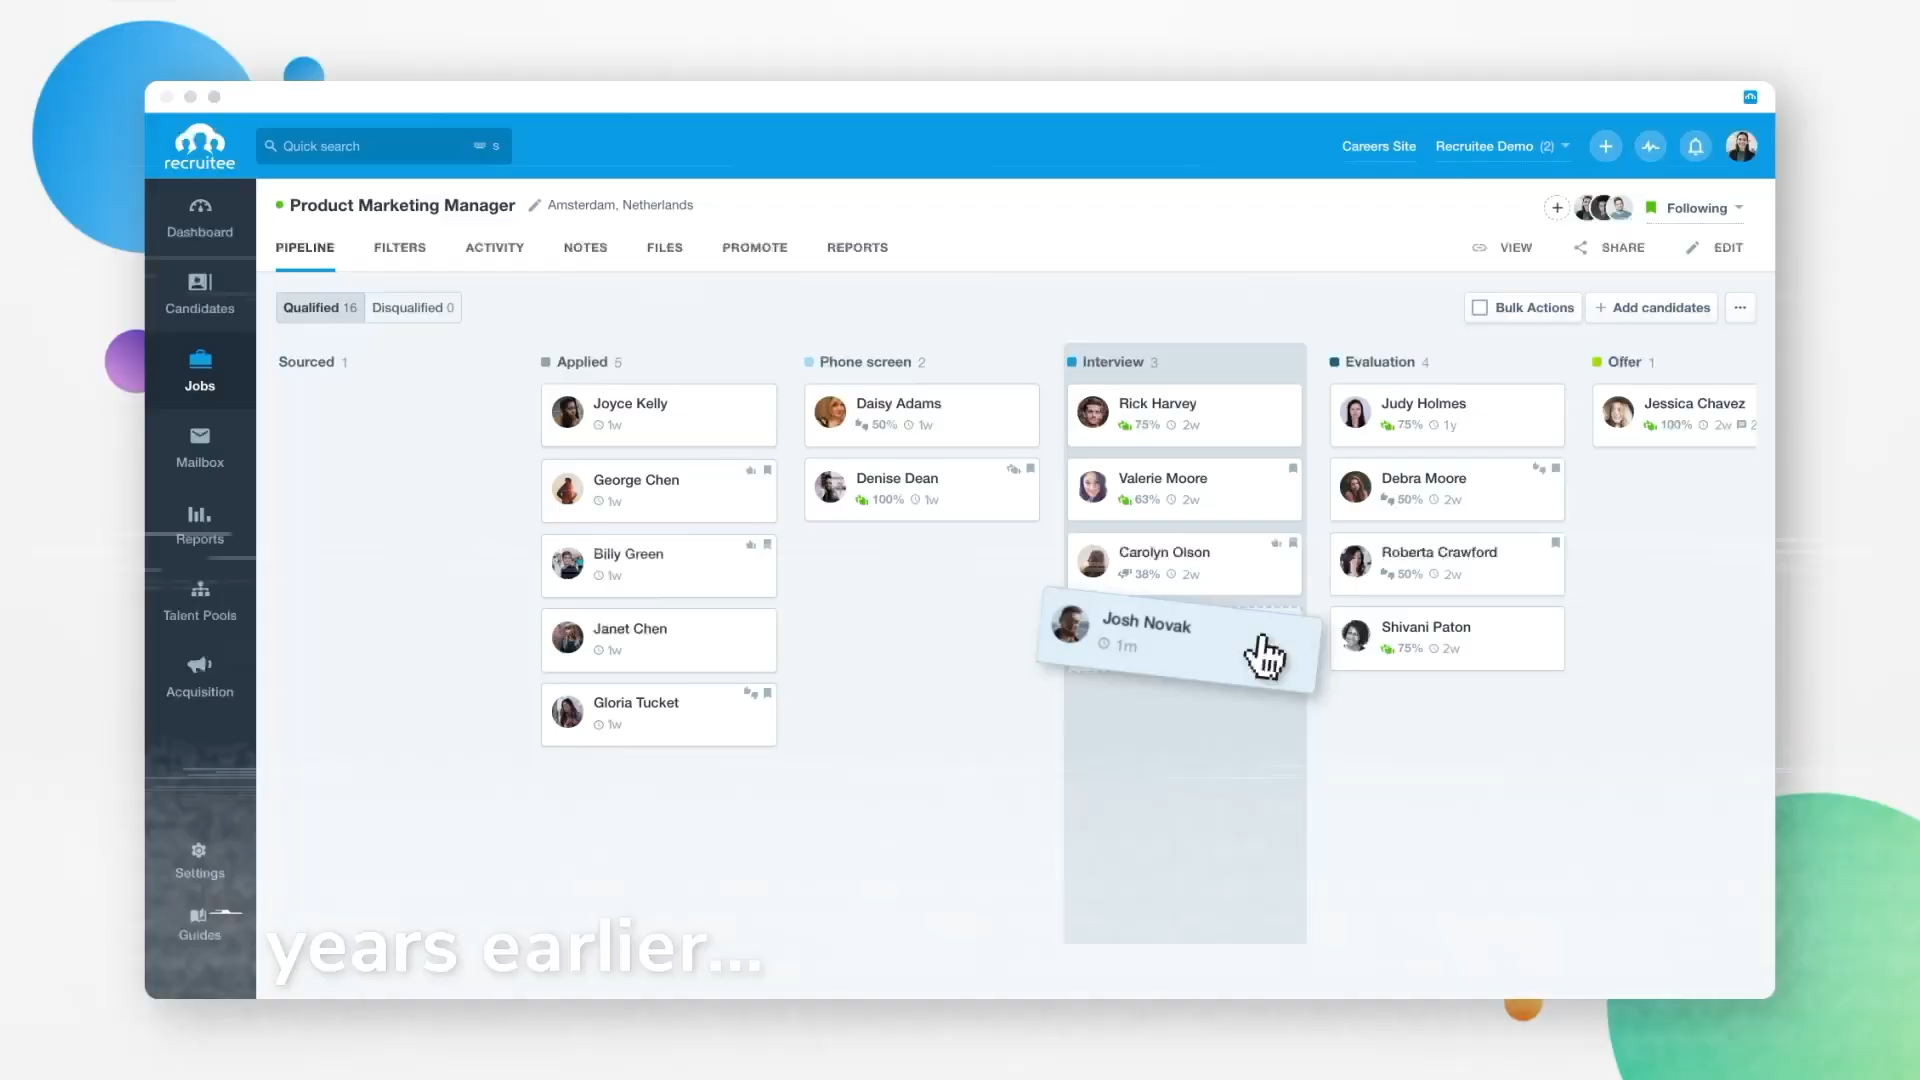 recruitee
Quick search
S
Careers Site
Recruitee Demo (2)
Product Marketing Manager
Amsterdam, Netherlands
Following
PIPELINE
FILTERS
ACTIVITY
NOTES
FILES
PROMOTE
REPORTS
VIEW
SHARE
EDIT
Dashboard
Candidates
Jobs
Mailbox
Reports
Talent Pools
Acquisition
Settings
Guides
Qualified 16
Disqualified 0
Bulk Actions
+ Add candidates
Sourced 1
Applied 5
Joyce Kelly
1w
George Chen
1w
Billy Green
1w
Janet Chen
1w
Gloria Tucket
1w
Phone screen 2
Daisy Adams
50% 1w
Denise Dean
100% 1w
Interview 3
Rick Harvey
75% 2w
Valerie Moore
63% 2w
Carolyn Olson
38% 2w
Josh Novak
1m
Evaluation 4
Judy Holmes
75% 1y
Debra Moore
50% 2w
Roberta Crawford
50% 2w
Shivani Paton
75% 2w
Offer 1
Jessica Chavez
100% 2w 2
years earlier...